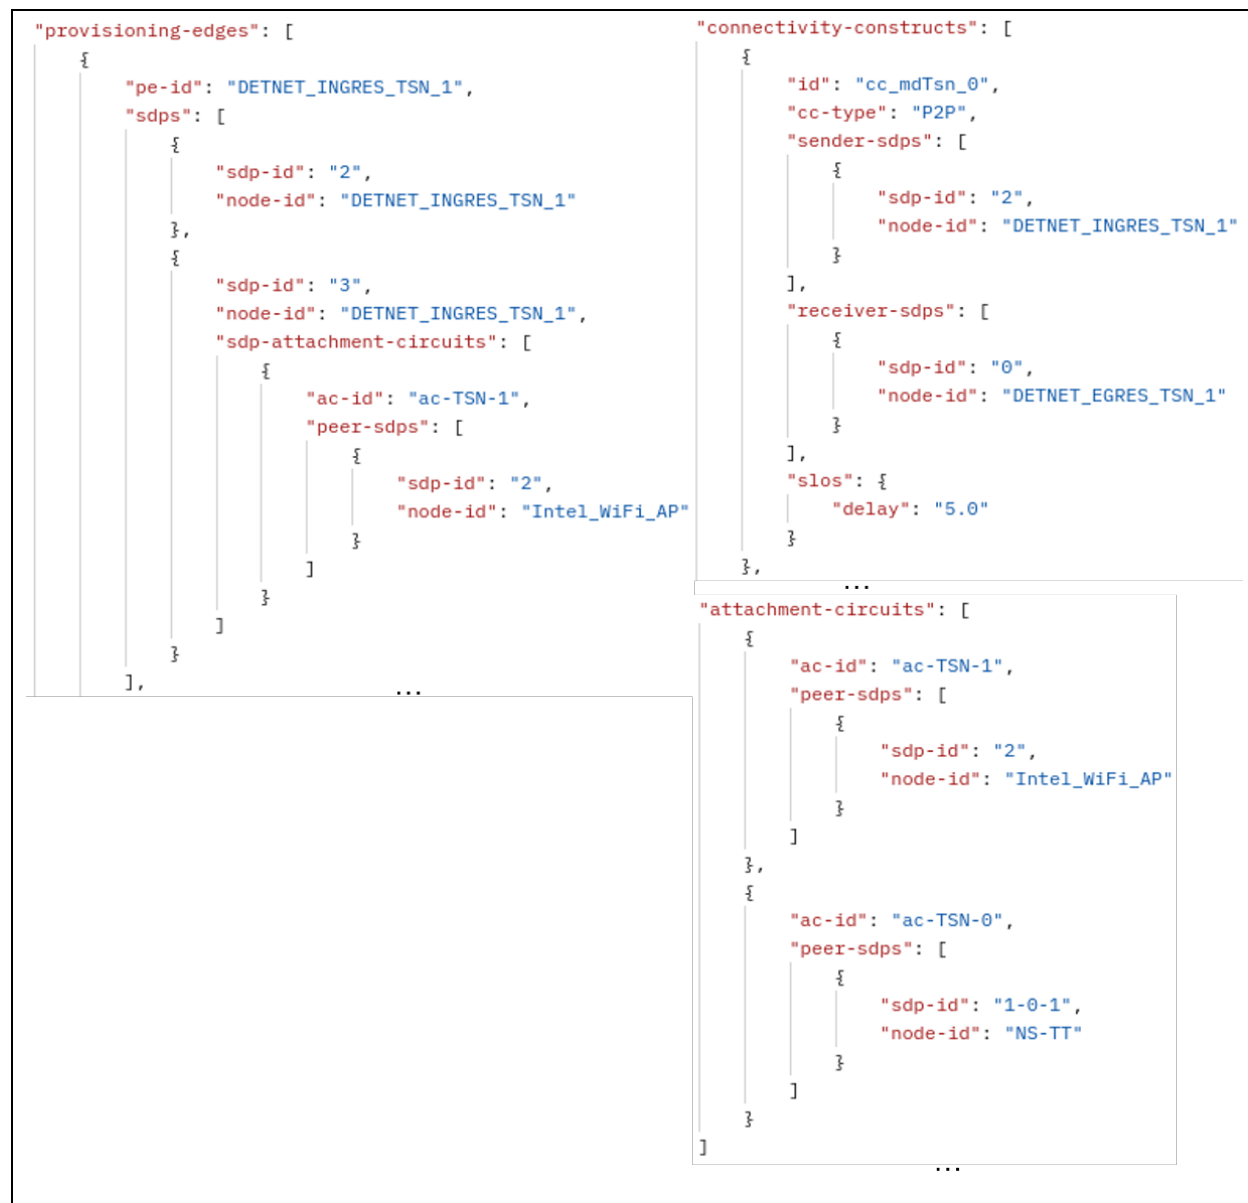 "provisioning-edges": [
{
"pe-id": "DETNET_INGRES_TSN_1",
"sdps": [
{
"sdp-id": "2",
"node-id": "DETNET_INGRES_TSN_1"
},
{
"sdp-id": "3",
"node-id": "DETNET_INGRES_TSN_1",
"sdp-attachment-circuits": [
{
"ac-id": "ac-TSN-1",
"peer-sdps": [
{
"sdp-id": "2",
"node-id": "Intel_WiFi_AP"
}
]
}
]
}
],
...
"connectivity-constructs": [
{
"id": "cc_mdTsn_0",
"cc-type": "P2P",
"sender-sdps": [
{
"sdp-id": "2",
"node-id": "DETNET_INGRES_TSN_1"
}
],
"receiver-sdps": [
{
"sdp-id": "0",
"node-id": "DETNET_EGRES_TSN_1"
}
],
"slos": {
"delay": "5.0"
}
},
...
"attachment-circuits": [
{
"ac-id": "ac-TSN-1",
"peer-sdps": [
{
"sdp-id": "2",
"node-id": "Intel_WiFi_AP"
}
]
},
{
"ac-id": "ac-TSN-0",
"peer-sdps": [
{
"sdp-id": "1-0-1",
"node-id": "NS-TT"
}
]
}
]
...